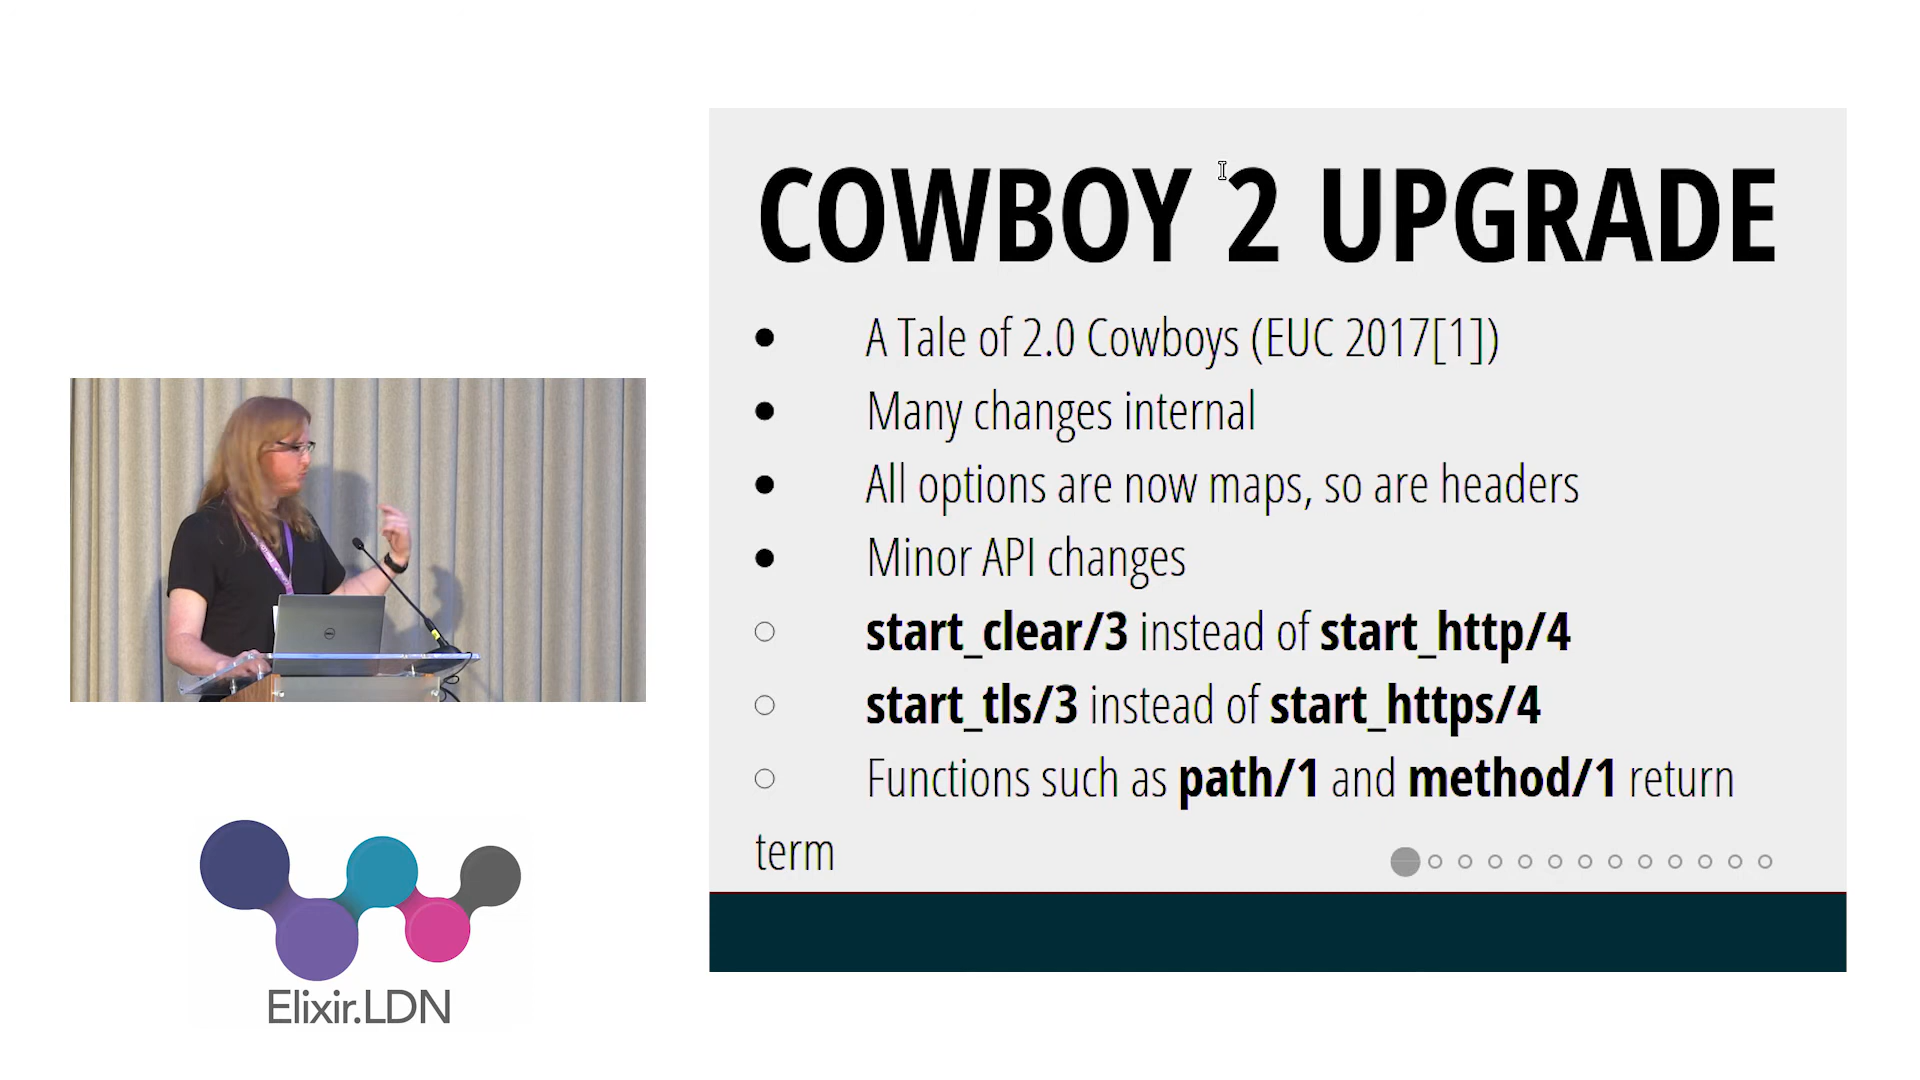 COWBOY 2 UPGRADE
A Tale of 2.0 Cowboys (EUC 2017[1])
Many changes internal
All options are now maps, so are headers
Minor API changes
start_clear/3 instead of start_http/4
start_tls/3 instead of start_https/4
Functions such as path/1 and method/1 return
term
Elixir.LDN